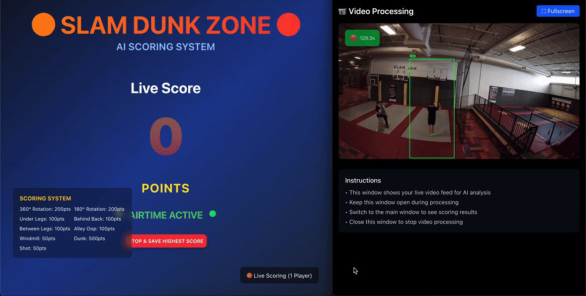 SLAM DUNK ZONE
AI SCORING SYSTEM
Live Score
0
POINTS
AIRTIME ACTIVE
SCORING SYSTEM
360° Rotation: 200pts 180° Rotation: 200pts
Under Legs: 100pts Behind Back: 100pts
Between Legs: 100pts Alley Oop: 100pts
Windmill: 50pts Dunk: 500pts
Shot: 50pts
TOP & SAVE HIGHEST SCORE
Live Scoring (1 Player)
Video Processing
Fullscreen
SLAM JAM
Instructions
• This window shows your live video feed for AI analysis
• Keep this window open during processing
• Switch to the main window to see scoring results
• Close this window to stop video processing